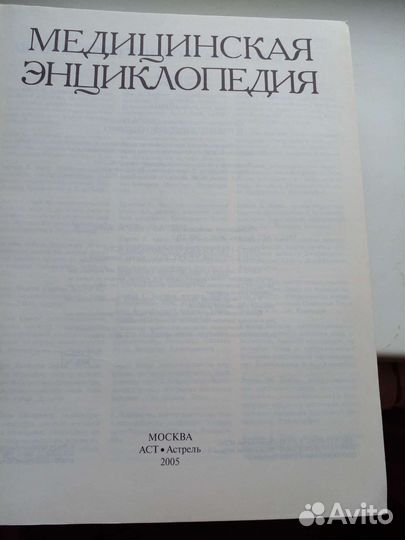 МЕДИЦИНСКАЯ
ЭНЦИКЛОПЕДИЯ
МОСКВА
АСТ • Астрель
2005
Avito